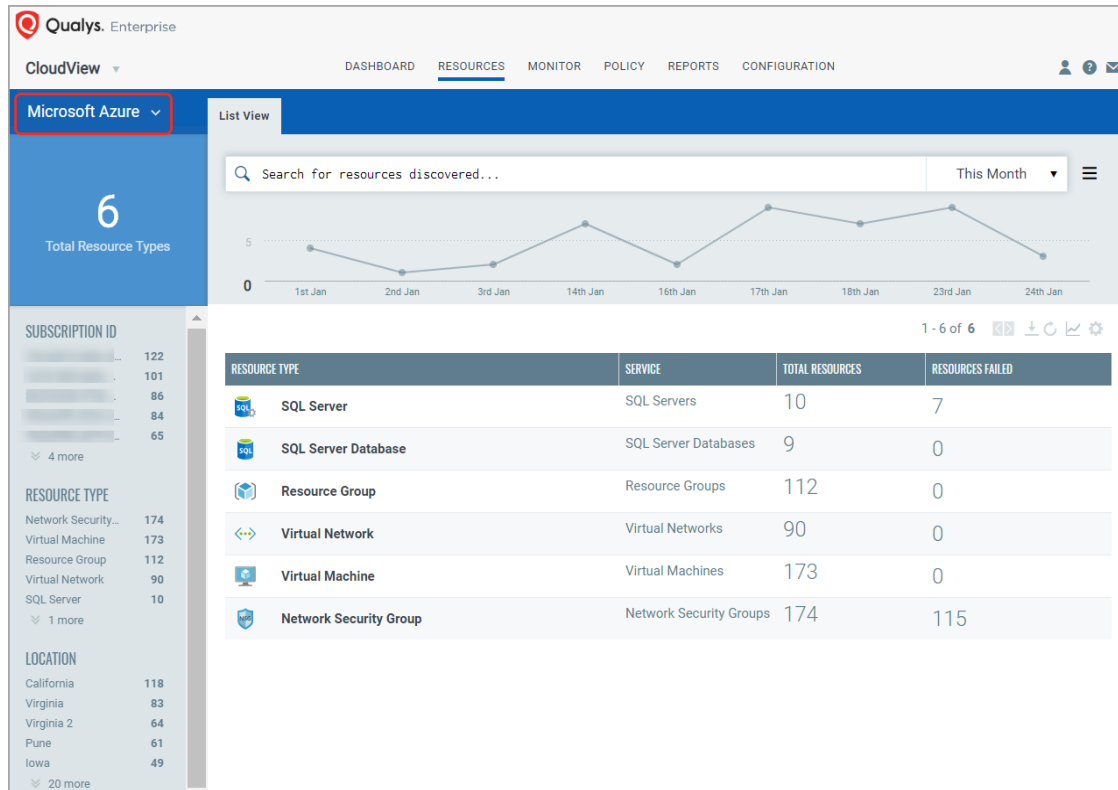 Qualys. Enterprise
CloudView
DASHBOARD RESOURCES MONITOR POLICY REPORTS CONFIGURATION
Microsoft Azure
List View
6
Total Resource Types
Search for resources discovered...
This Month
5
0
1st Jan 2nd Jan 3rd Jan 14th Jan 16th Jan 17th Jan 18th Jan 23rd Jan 24th Jan
1 - 6 of 6
SUBSCRIPTION ID
122
101
86
84
65
4 more
RESOURCE TYPE
Network Security... 174
Virtual Machine 173
Resource Group 112
Virtual Network 90
SQL Server 10
1 more
LOCATION
California 118
Virginia 83
Virginia 2 64
Pune 61
Iowa 49
20 more
RESOURCE TYPE SERVICE TOTAL RESOURCES RESOURCES FAILED
SQL Server SQL Servers 10 7
SQL Server Database SQL Server Databases 9 0
Resource Group Resource Groups 112 0
Virtual Network Virtual Networks 90 0
Virtual Machine Virtual Machines 173 0
Network Security Group Network Security Groups 174 115